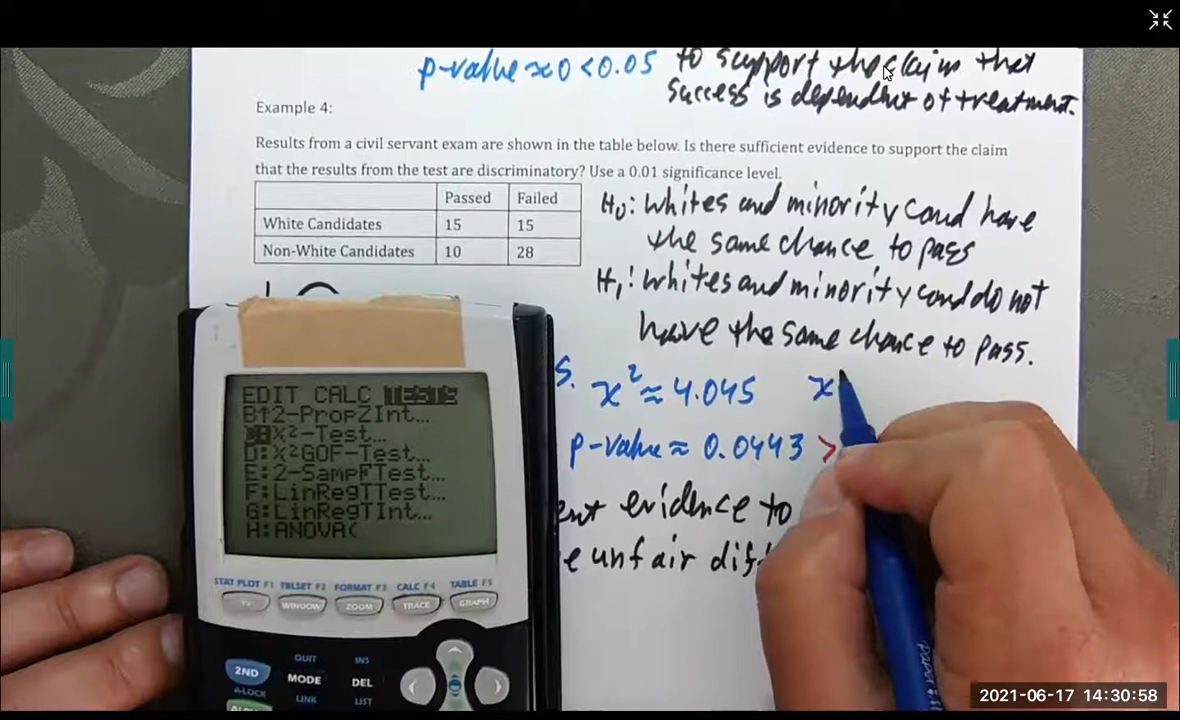 p-value ≈ 0 < 0.05 to support the claim that
success is dependent of treatment.
Example 4:
Results from a civil servant exam are shown in the table below. Is there sufficient evidence to support the claim
that the results from the test are discriminatory? Use a 0.01 significance level.
Passed Failed
White Candidates 15 15
Non-White Candidates 10 28
H₀: Whites and minority could have
the same chance to pass
H₁: Whites and minority could do not
have the same chance to pass.
S. x² ≈ 4.045 x
p-value ≈ 0.0443 >
evidence to
unfair
EDIT CALC TESTS
B↑2-PropZInt…
C:χ²-Test…
D:χ²GOF-Test…
E:2-SampFTest…
F:LinRegTTest…
G:LinRegTInt…
H:ANOVA(
STAT PLOT F1 TBLSET F2 FORMAT F3 CALC F4 TABLE F5
Y= WINDOW ZOOM TRACE GRAPH
QUIT INS
2ND MODE DEL
A-LOCK LINK LIST
ALPHA
2021-06-17 14:30:58